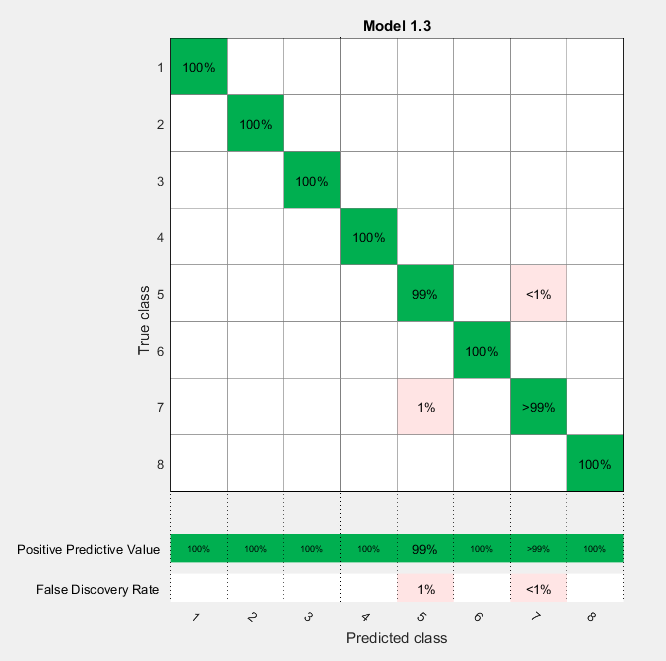 Model 1.3
1 100%
2 100%
3 100%
4 100%
True class
5 99% <1%
6 100%
7 1% >99%
8 100%
Positive Predictive Value 100% 100% 100% 100% 99% 100% >99% 100%
False Discovery Rate 1% <1%
1 2 3 4 5 6 7 8
Predicted class